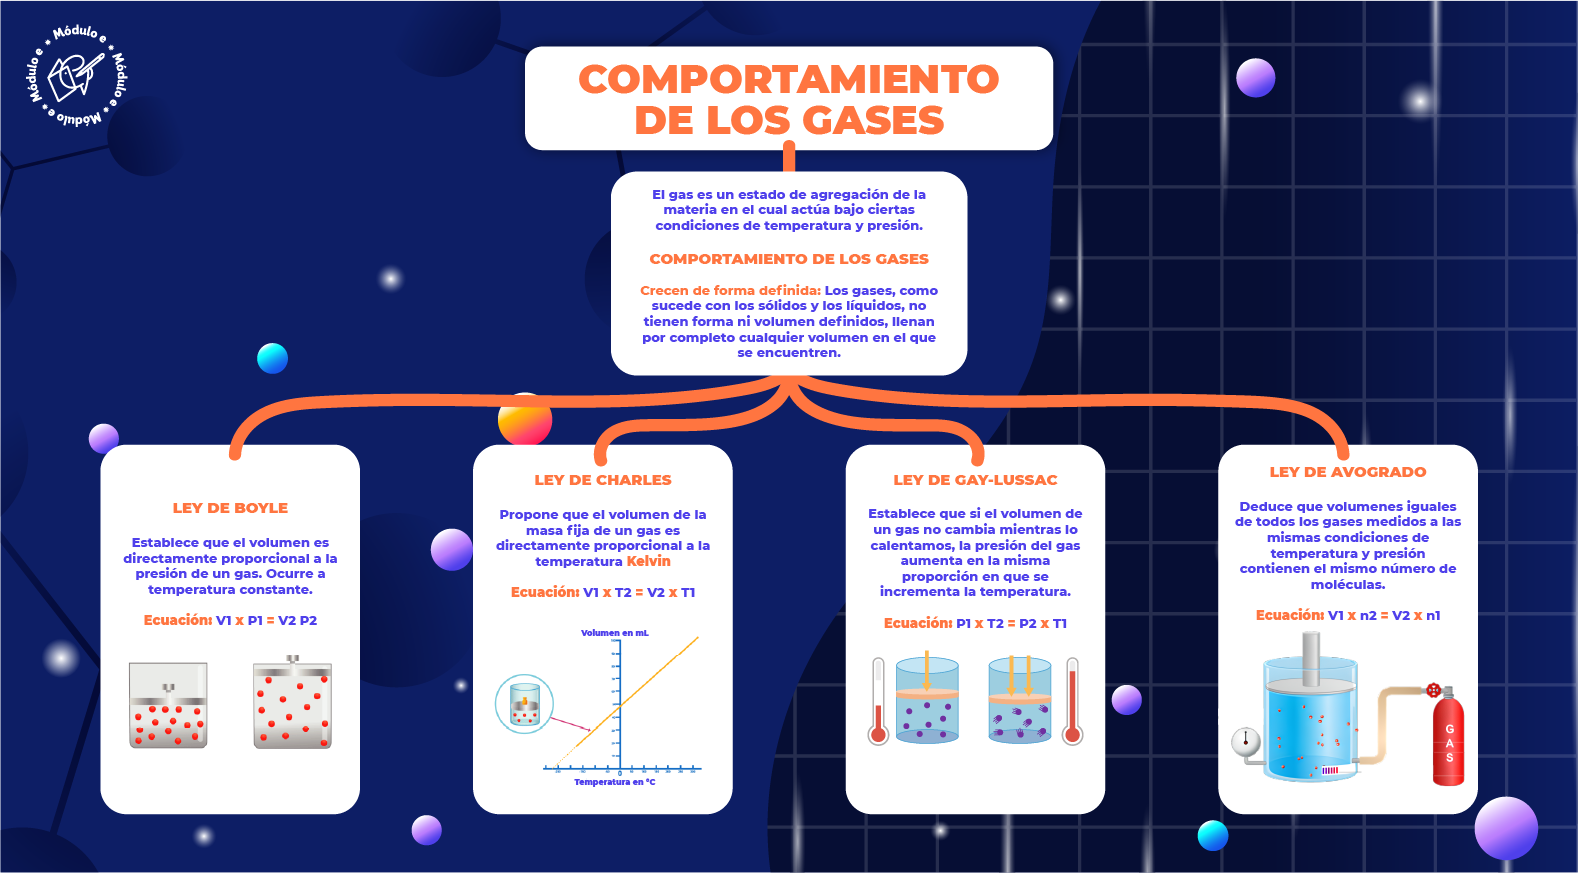 Módulo e * Módulo e * Módulo e * Módulo e *
COMPORTAMIENTO
DE LOS GASES
El gas es un estado de agregación de la
materia en el cual actúa bajo ciertas
condiciones de temperatura y presión.
COMPORTAMIENTO DE LOS GASES
Crecen de forma definida: Los gases, como
sucede con los sólidos y los líquidos, no
tienen forma ni volumen definidos, llenan
por completo cualquier volumen en el que
se encuentren.
LEY DE BOYLE
Establece que el volumen es
directamente proporcional a la
presión de un gas. Ocurre a
temperatura constante.
Ecuación: V1 x P1 = V2 P2
LEY DE CHARLES
Propone que el volumen de la
masa fija de un gas es
directamente proporcional a la
temperatura Kelvin
Ecuación: V1 x T2 = V2 x T1
Volumen en mL
0
Temperatura en °C
LEY DE GAY-LUSSAC
Establece que si el volumen de
un gas no cambia mientras lo
calentamos, la presión del gas
aumenta en la misma
proporción en que se
incrementa la temperatura.
Ecuación: P1 x T2 = P2 x T1
LEY DE AVOGRADO
Deduce que volumenes iguales
de todos los gases medidos a las
mismas condiciones de
temperatura y presión
contienen el mismo número de
moléculas.
Ecuación: V1 x n2 = V2 x n1
GAS